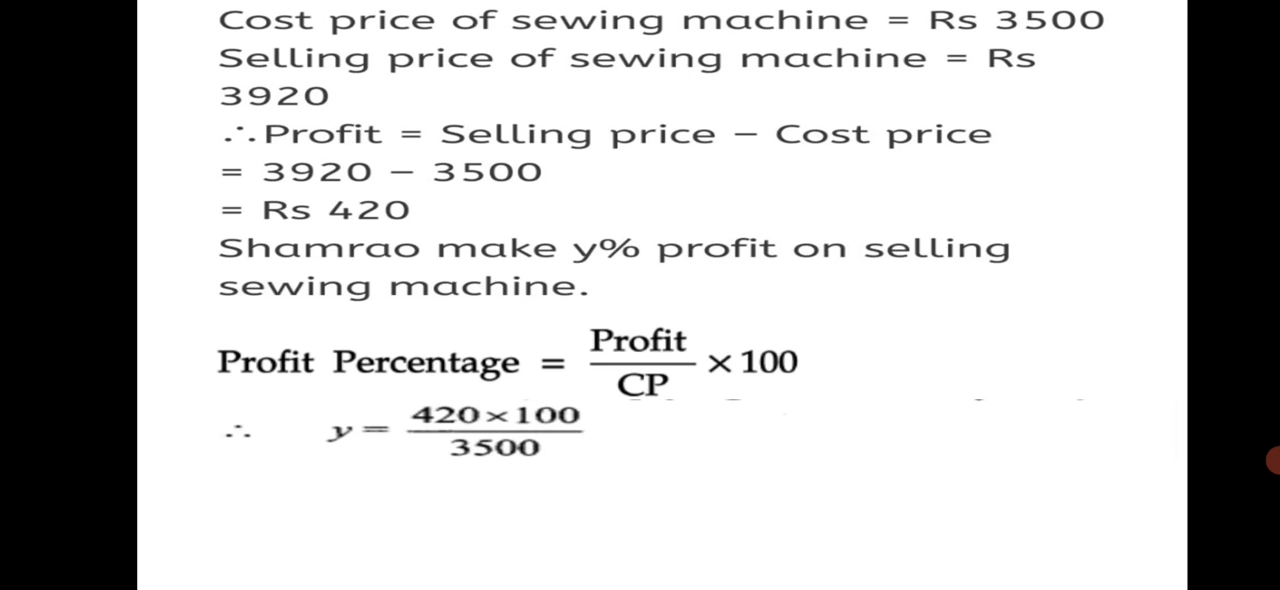 Cost price of sewing machine = Rs 3500
Selling price of sewing machine = Rs
3920
∴ Profit = Selling price − Cost price
= 3920 − 3500
= Rs 420
Shamrao make y% profit on selling
sewing machine.
Profit Percentage = Profit/CP × 100
∴ y = 420×100/3500